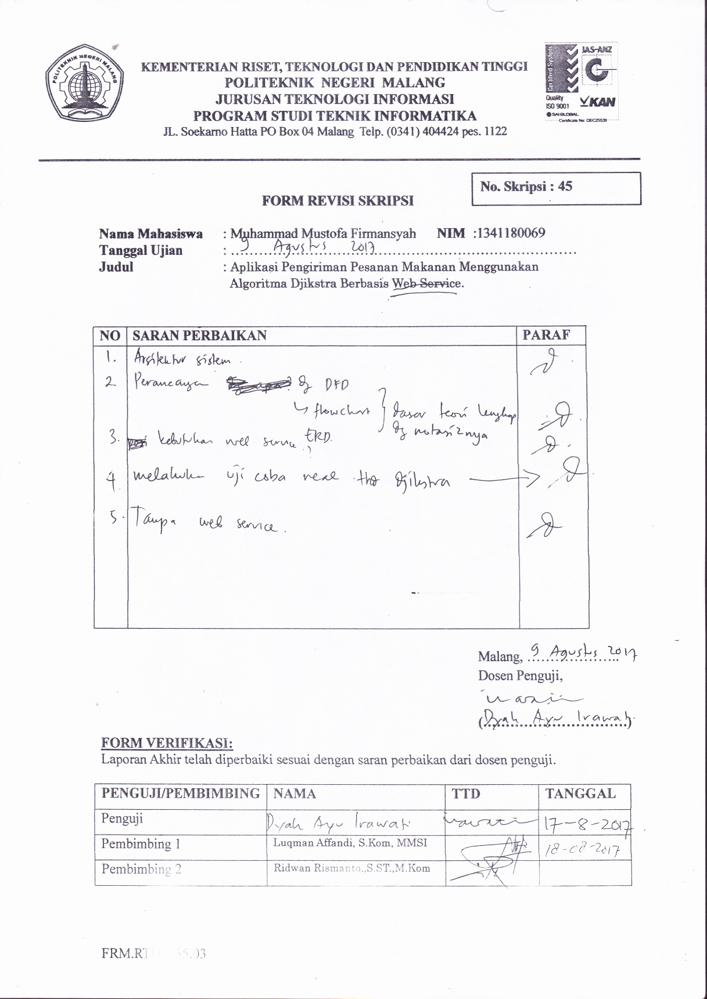 POLITEKNIK NEGERI MALANG
KEMENTERIAN RISET, TEKNOLOGI DAN PENDIDIKAN TINGGI
POLITEKNIK NEGERI MALANG
JURUSAN TEKNOLOGI INFORMASI
PROGRAM STUDI TEKNIK INFORMATIKA
JL. Soekarno Hatta PO Box 04 Malang Telp. (0341) 404424 pes. 1122
Certified System
JAS-ANZ
Quality
ISO 9001
KAN
SAI GLOBAL
Certificate No: QEC25539
No. Skripsi : 45
FORM REVISI SKRIPSI
Nama Mahasiswa : Muhammad Mustofa Firmansyah NIM :1341180069
Tanggal Ujian : 9 Agustus 2017
Judul : Aplikasi Pengiriman Pesanan Makanan Menggunakan
Algoritma Djikstra Berbasis Web Service.
NO SARAN PERBAIKAN PARAF
1. Arsitektur sistem.
2 Perancangan dg DFD
↳ flowchart } dasar teori lengkap
dg notasi2nya
3. kebutuhan web service ERD.
4. melakukan uji coba real thd djikstra
5. Tanpa web service.
Malang, 9 Agustus 2017
Dosen Penguji,
(Dyah Ayu Irawati)
FORM VERIFIKASI:
Laporan Akhir telah diperbaiki sesuai dengan saran perbaikan dari dosen penguji.
PENGUJI/PEMBIMBING NAMA TTD TANGGAL
Penguji Dyah Ayu Irawati 17-8-2017
Pembimbing 1 Luqman Affandi, S.Kom, MMSI 18-08-2017
Pembimbing 2 Ridwan Rismanto.,S.ST.,M.Kom